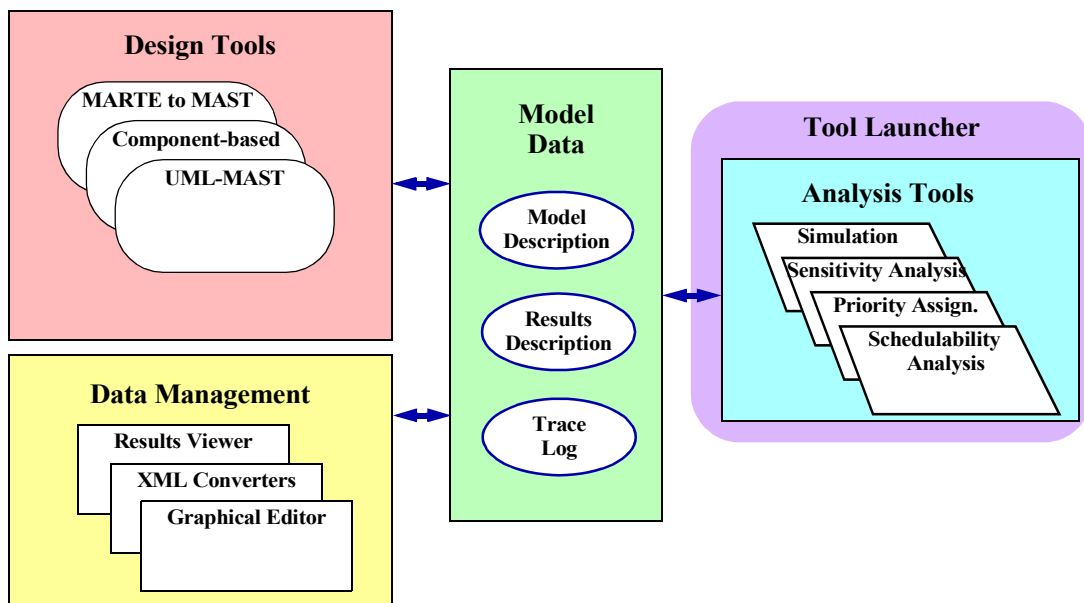 Design Tools
MARTE to MAST
Component-based
UML-MAST
Data Management
Results Viewer
XML Converters
Graphical Editor
Model
Data
Model
Description
Results
Description
Trace
Log
Tool Launcher
Analysis Tools
Simulation
Sensitivity Analysis
Priority Assign.
Schedulability
Analysis